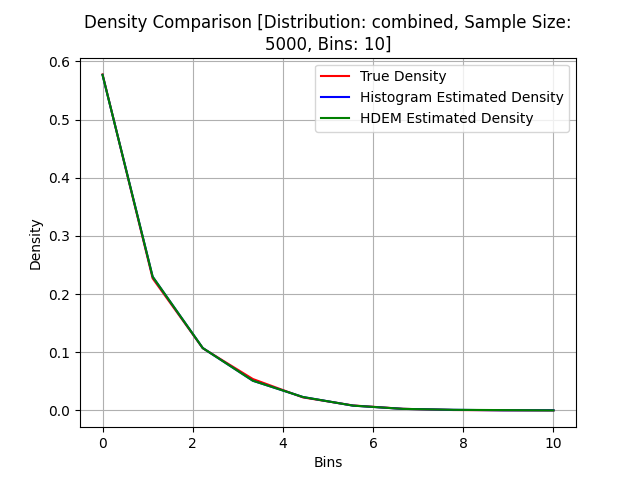 Density Comparison [Distribution: combined, Sample Size:
5000, Bins: 10]
True Density
Histogram Estimated Density
HDEM Estimated Density
Density
0.6
0.5
0.4
0.3
0.2
0.1
0.0
0 2 4 6 8 10
Bins